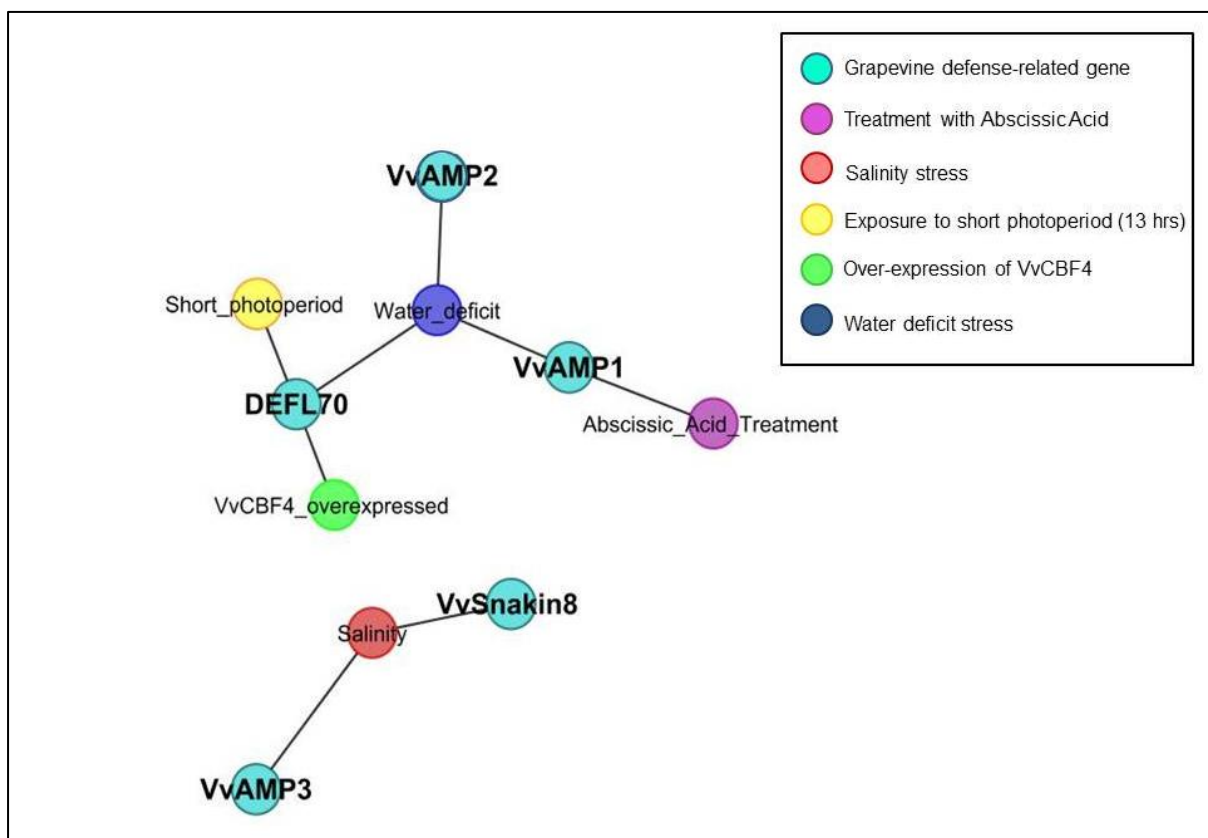 Grapevine defense-related gene
Treatment with Abscissic Acid
Salinity stress
Exposure to short photoperiod (13 hrs)
Over-expression of VvCBF4
Water deficit stress
VvAMP2
Short_photoperiod
Water_deficit
VvAMP1
DEFL70
Abscissic_Acid_Treatment
VvCBF4_overexpressed
VvSnakin8
Salinity
VvAMP3